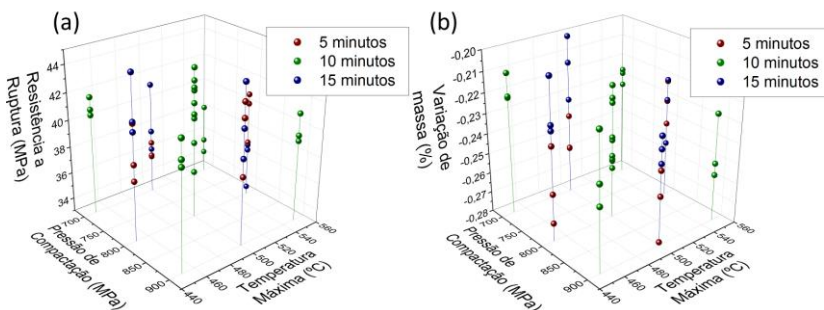 (a)
5 minutos
10 minutos
15 minutos
Resistência a
Ruptura (MPa)
44
42
40
38
36
34
700
750
800
850
900
Pressão de
Compactação (MPa)
440
460
480
500
520
540
560
Temperatura
Máxima (ºC)
(b)
5 minutos
10 minutos
15 minutos
Variação de
massa (%)
-0,20
-0,21
-0,22
-0,23
-0,24
-0,25
-0,26
-0,27
-0,28
700
750
800
850
900
Pressão de
Compactação (MPa)
440
460
480
500
520
540
560
Temperatura
Máxima (ºC)